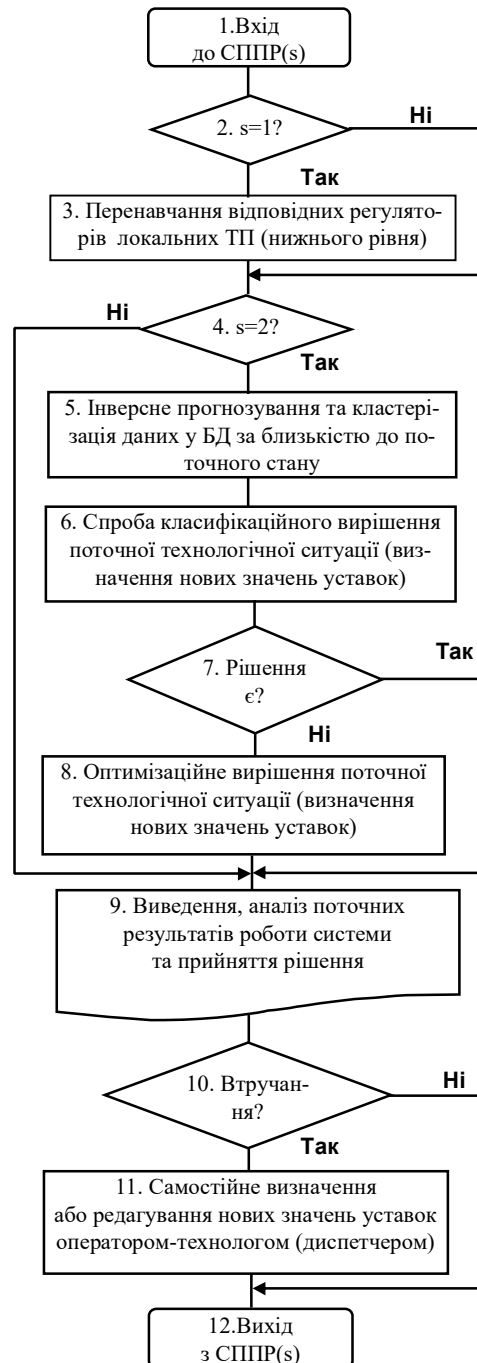 1.Вхід
до СППР(s)
2. s=1?
Ні
Так
3. Перенавчання відповідних регулято-
рів локальних ТП (нижнього рівня)
Ні
4. s=2?
Так
5. Інверсне прогнозування та кластері-
зація даних у БД за близькістю до по-
точного стану
6. Спроба класифікаційного вирішення
поточної технологічної ситуації (виз-
начення нових значень уставок)
Так
7. Рішення
є?
Ні
8. Оптимізаційне вирішення поточної
технологічної ситуації (визначення
нових значень уставок)
9. Виведення, аналіз поточних
результатів роботи системи
та прийняття рішення
10. Втручан-
ня?
Ні
Так
11. Самостійне визначення
або редагування нових значень уставок
оператором-технологом (диспетчером)
12.Вихід
з СППР(s)